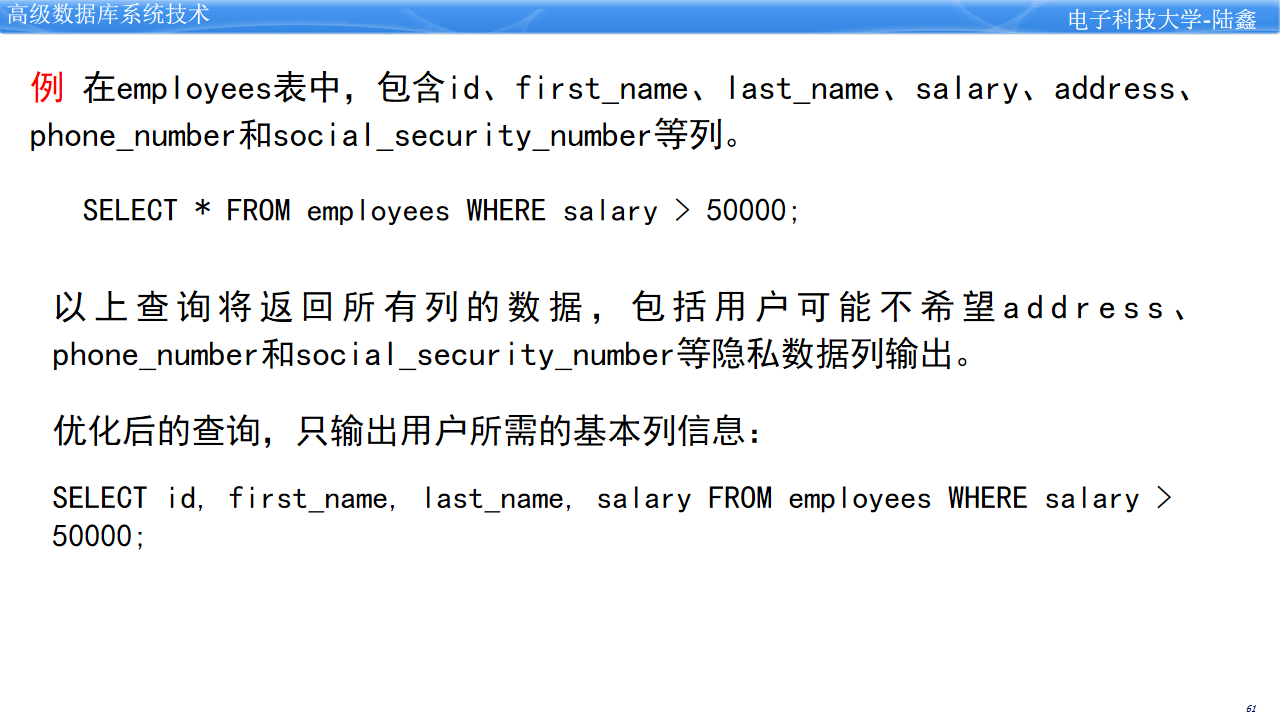 高级数据库系统技术
电子科技大学-陆鑫
例 在employees表中，包含id、first_name、last_name、salary、address、
phone_number和social_security_number等列。
SELECT * FROM employees WHERE salary > 50000;
以上查询将返回所有列的数据，包括用户可能不希望address、
phone_number和social_security_number等隐私数据列输出。
优化后的查询，只输出用户所需的基本列信息：
SELECT id, first_name, last_name, salary FROM employees WHERE salary >
50000;
61